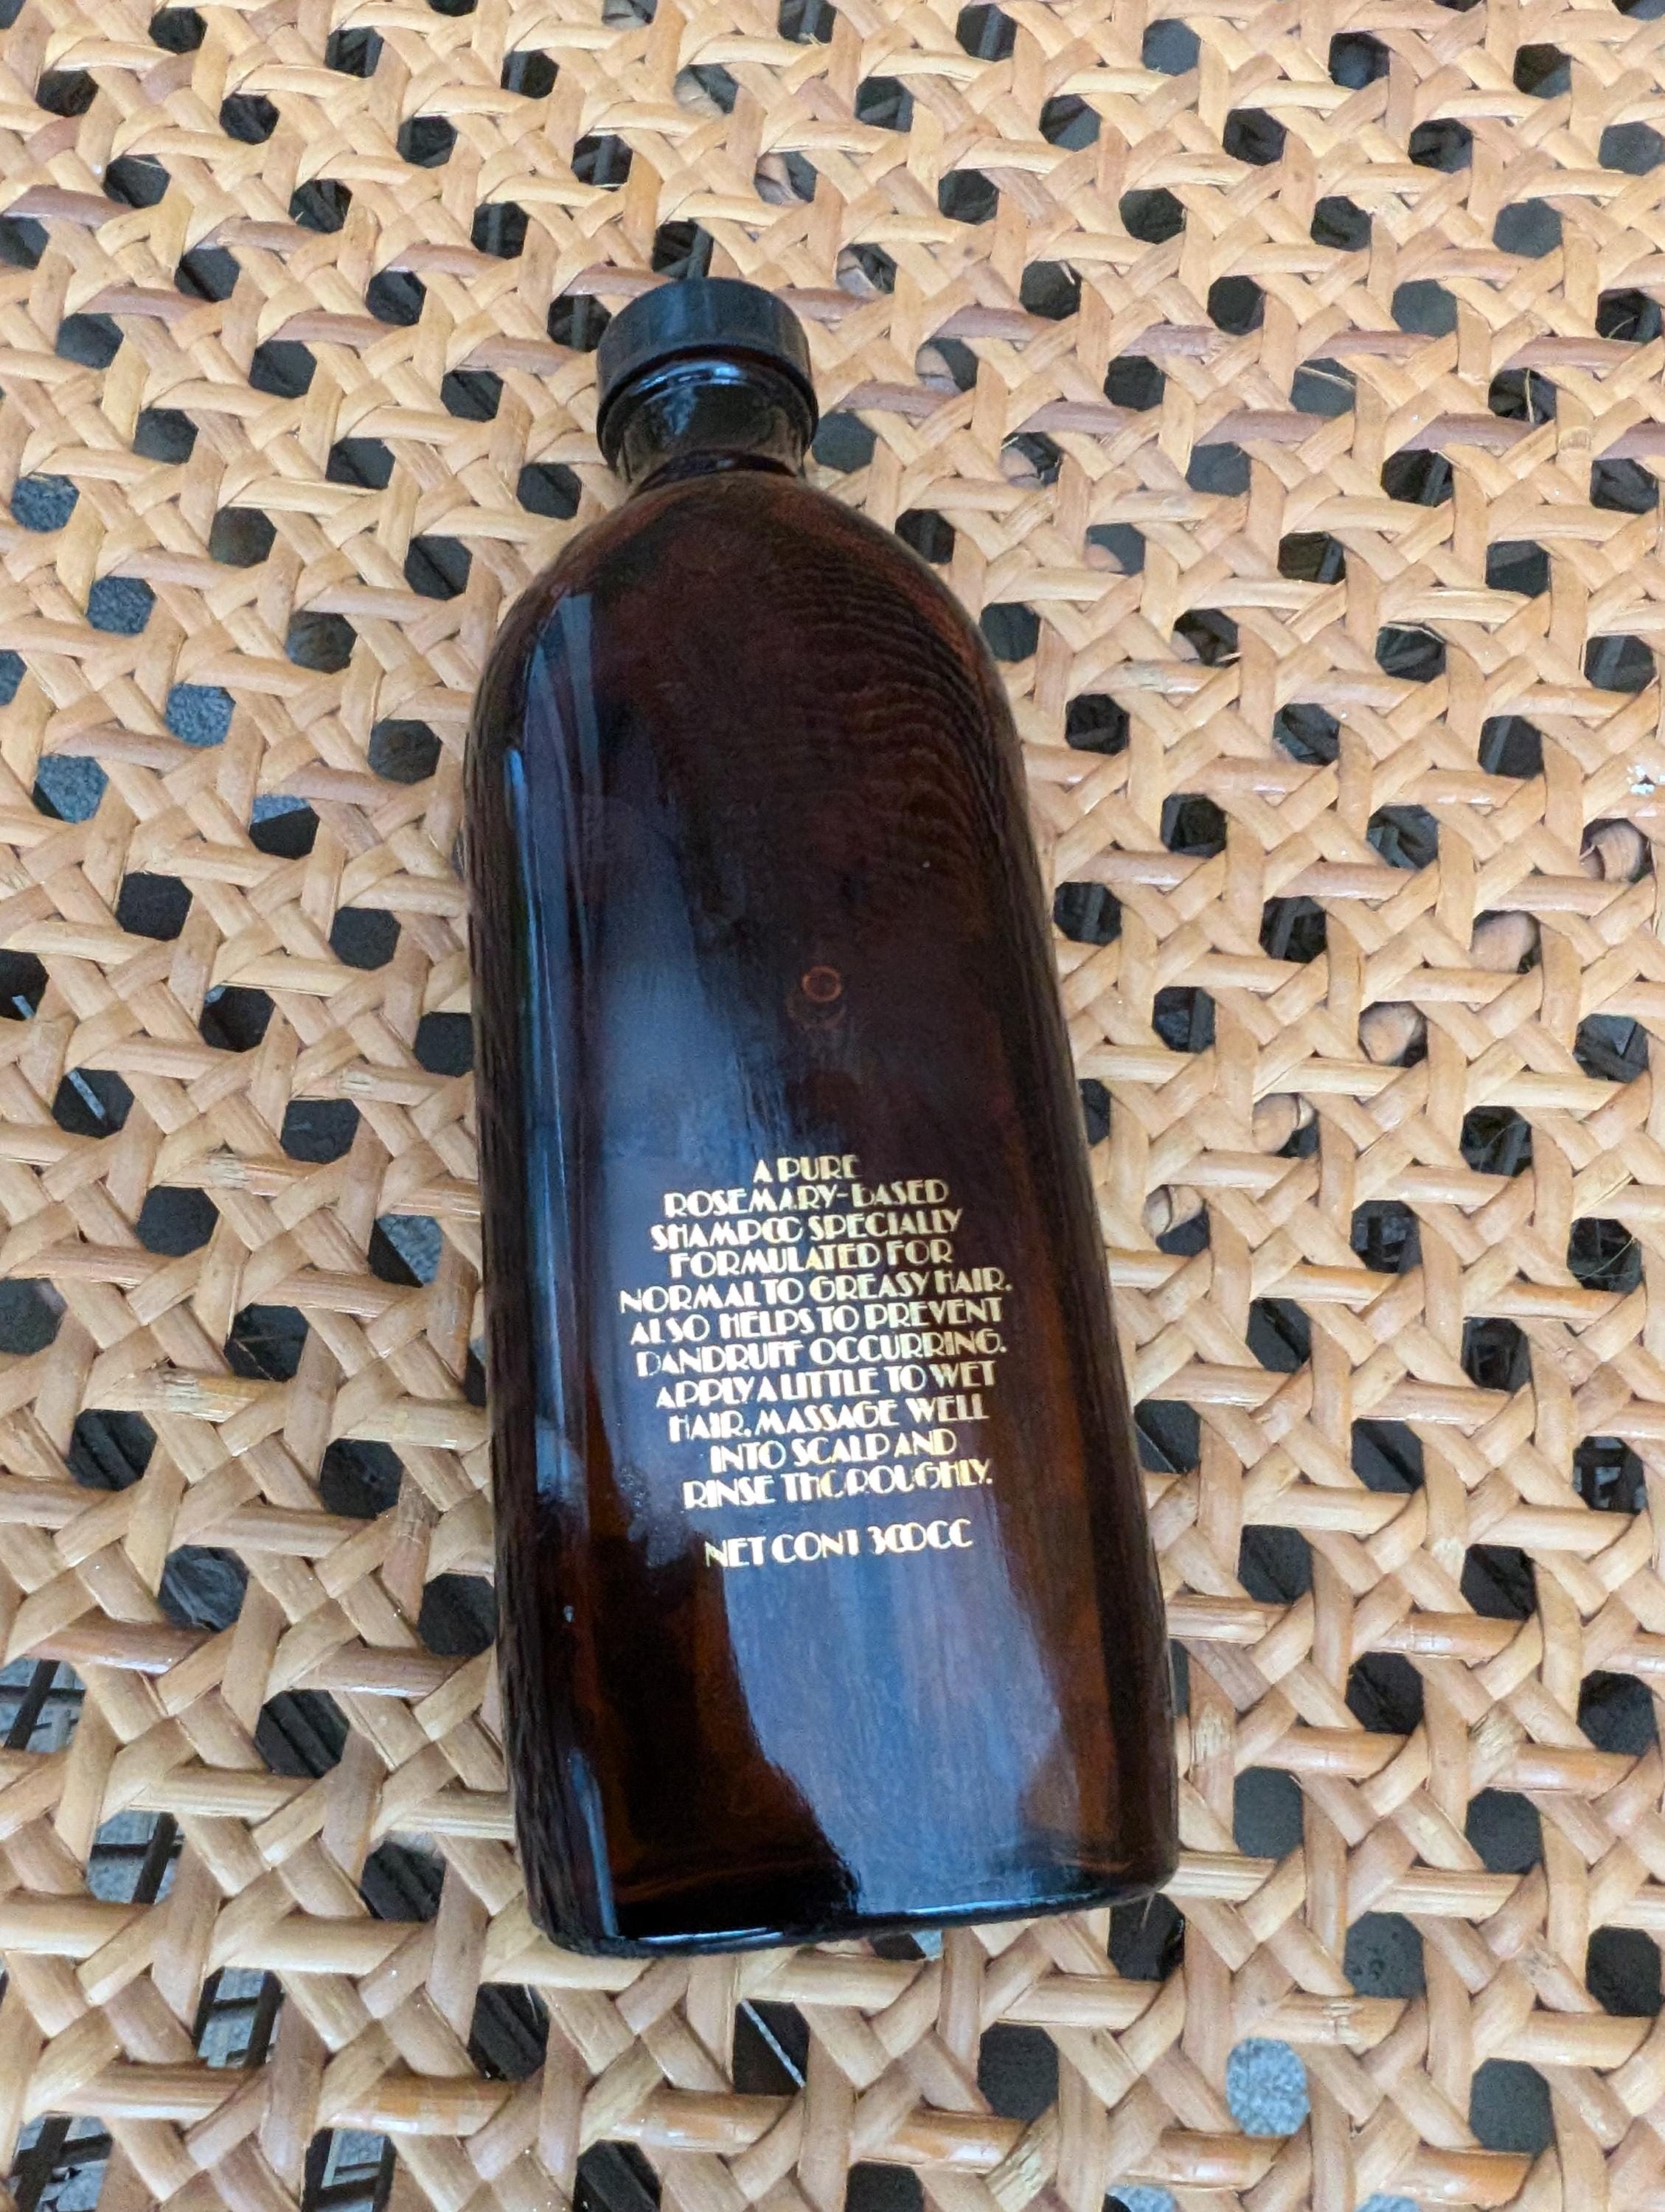 A PURE
ROSEMARY-BASED
SHAMPOO SPECIALLY
FORMULATED FOR
NORMAL TO GREASY HAIR.
ALSO HELPS TO PREVENT
DANDRUFF OCCURRING.
APPLY A LITTLE TO WET
HAIR, MASSAGE WELL
INTO SCALP AND
RINSE THOROUGHLY.
NET CONT 300CC